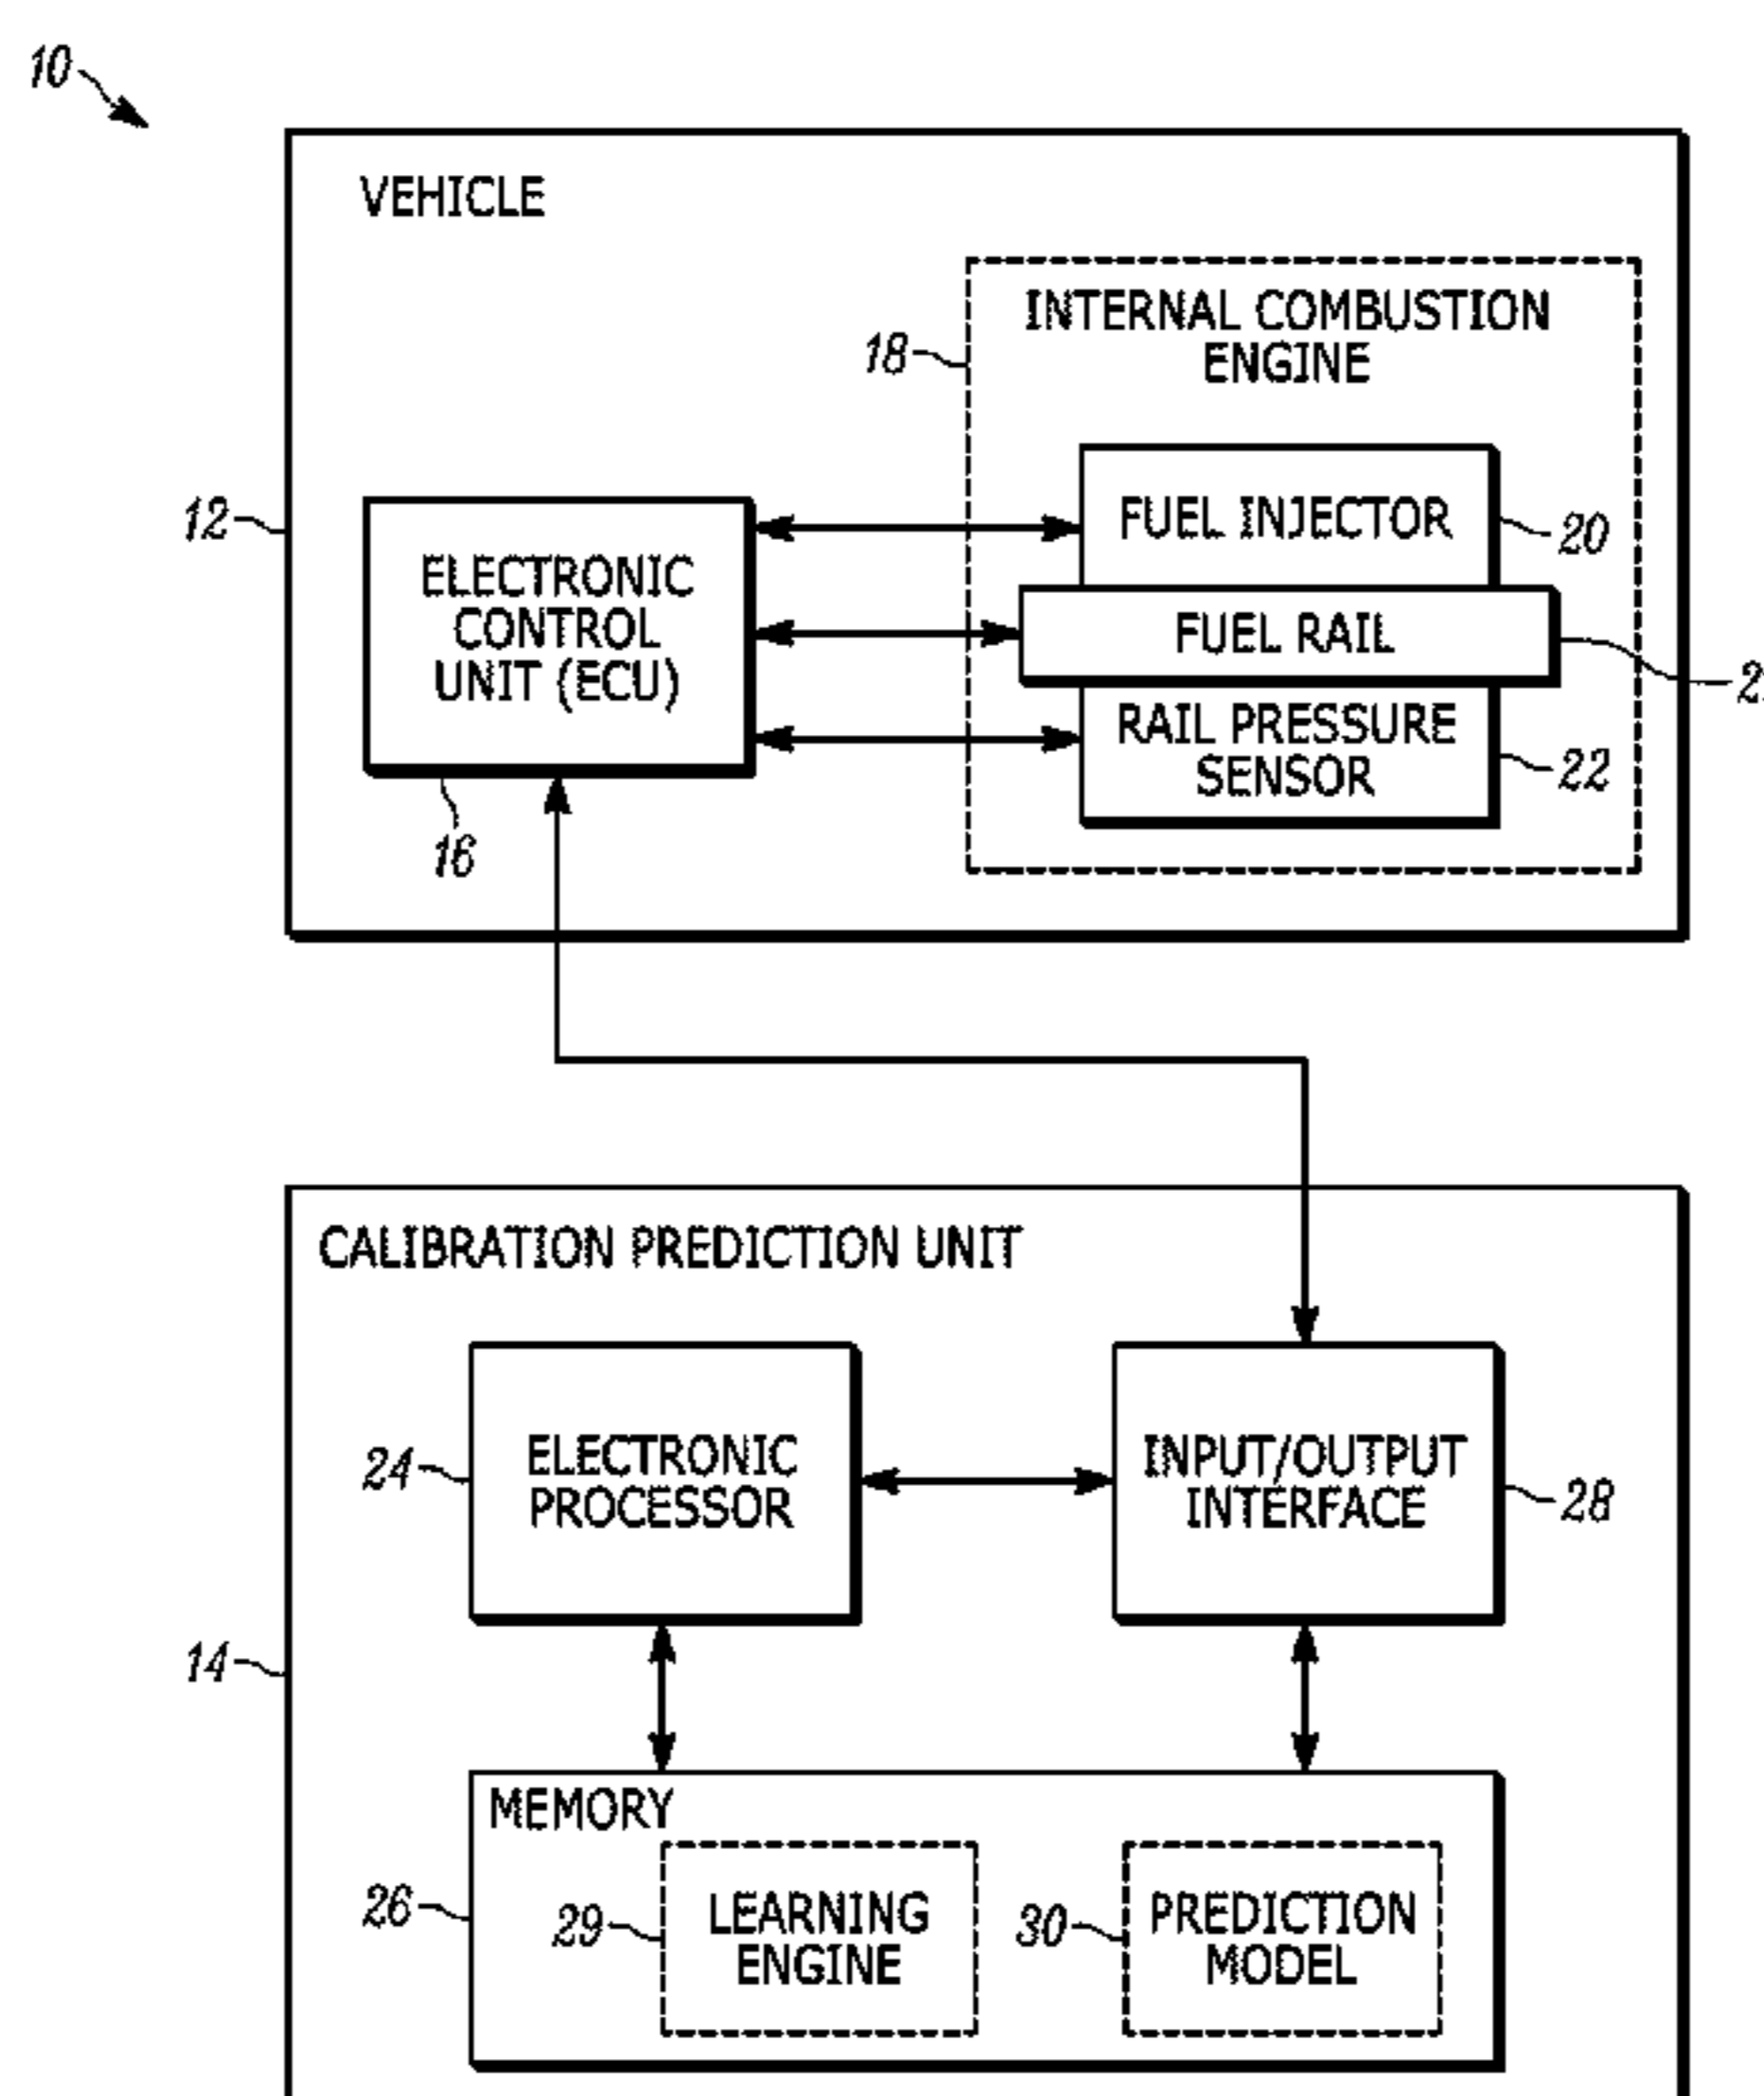 10
VEHICLE
INTERNAL COMBUSTION
ENGINE
18
12
ELECTRONIC
CONTROL
UNIT (ECU)
16
FUEL INJECTOR
20
FUEL RAIL
RAIL PRESSURE
SENSOR
22
CALIBRATION PREDICTION UNIT
24
ELECTRONIC
PROCESSOR
INPUT/OUTPUT
INTERFACE
28
14
MEMORY
26
29
LEARNING
ENGINE
30
PREDICTION
MODEL